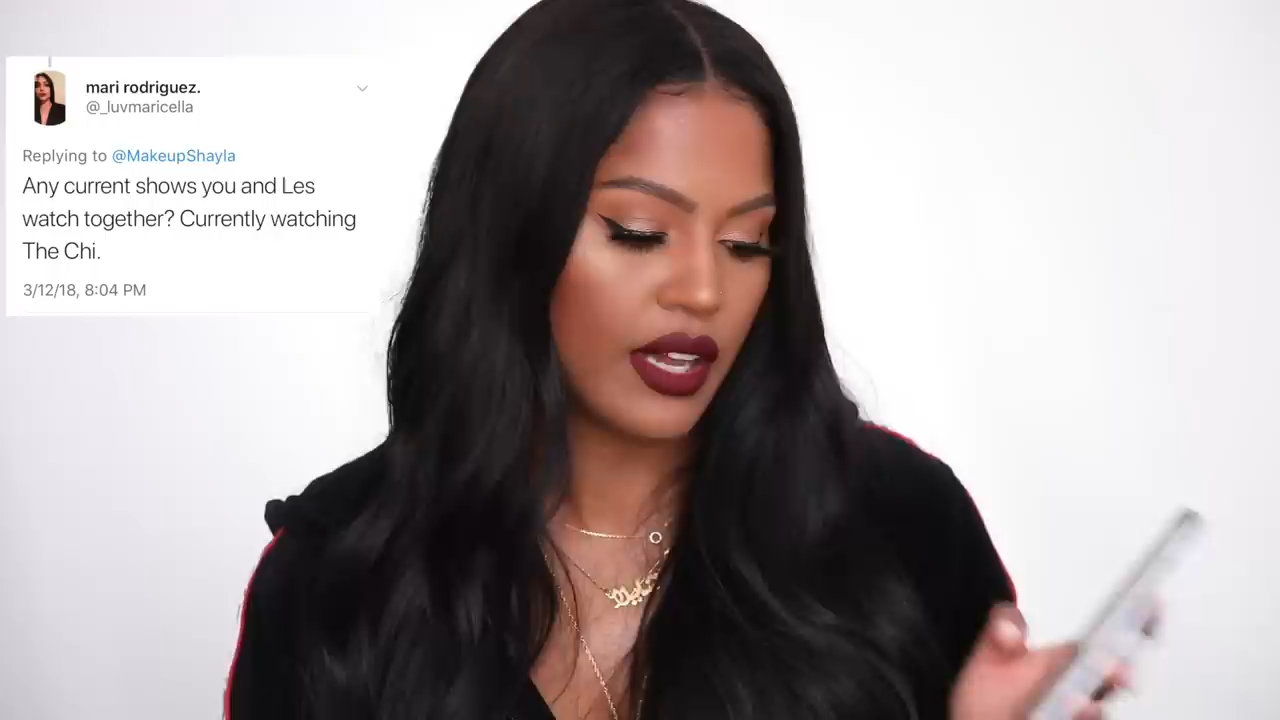 mari rodriguez.
@_luvmaricella
Replying to @MakeupShayla
Any current shows you and Les
watch together? Currently watching
The Chi.
3/12/18, 8:04 PM